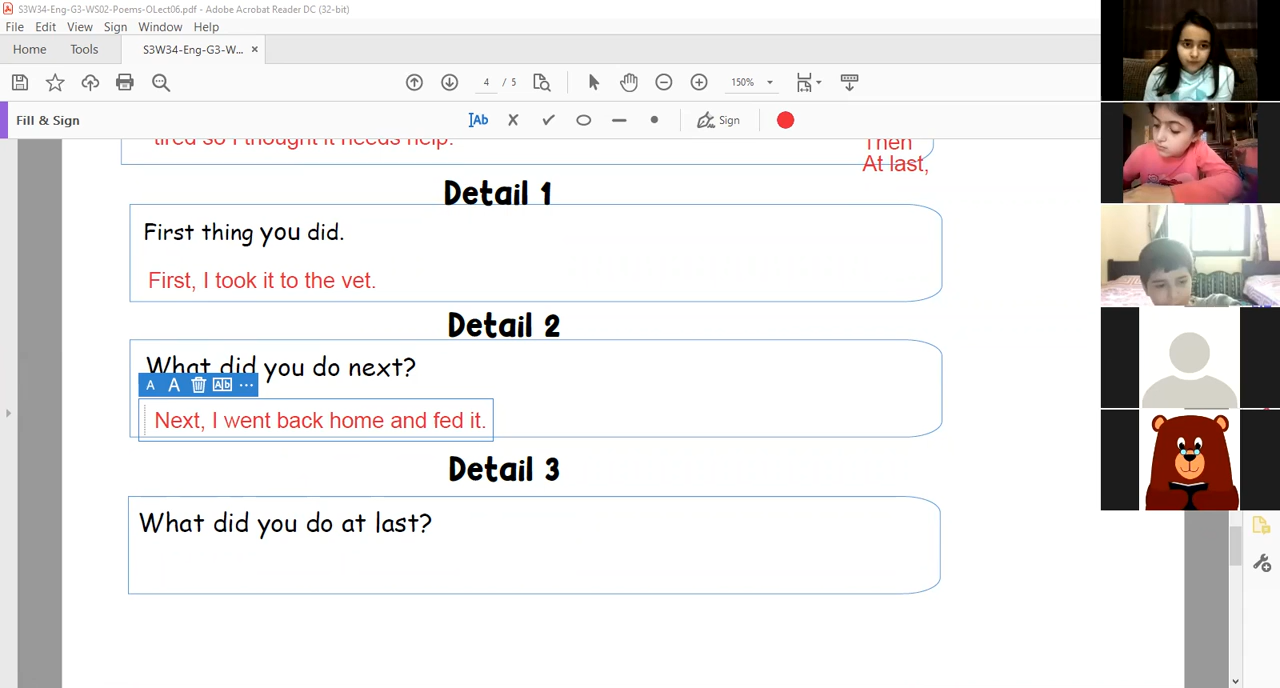 S3W34-Eng-G3-WS02-Poems-OLect06.pdf - Adobe Acrobat Reader DC (32-bit)
File Edit View Sign Window Help
Home Tools S3W34-Eng-G3-W... ×
4 / 5 150%
Fill & Sign Ab Sign
tired so I thought it needs help.
Then
At last,
Detail 1
First thing you did.
First, I took it to the vet.
Detail 2
What did you do next?
A A Ab ...
Next, I went back home and fed it.
Detail 3
What did you do at last?